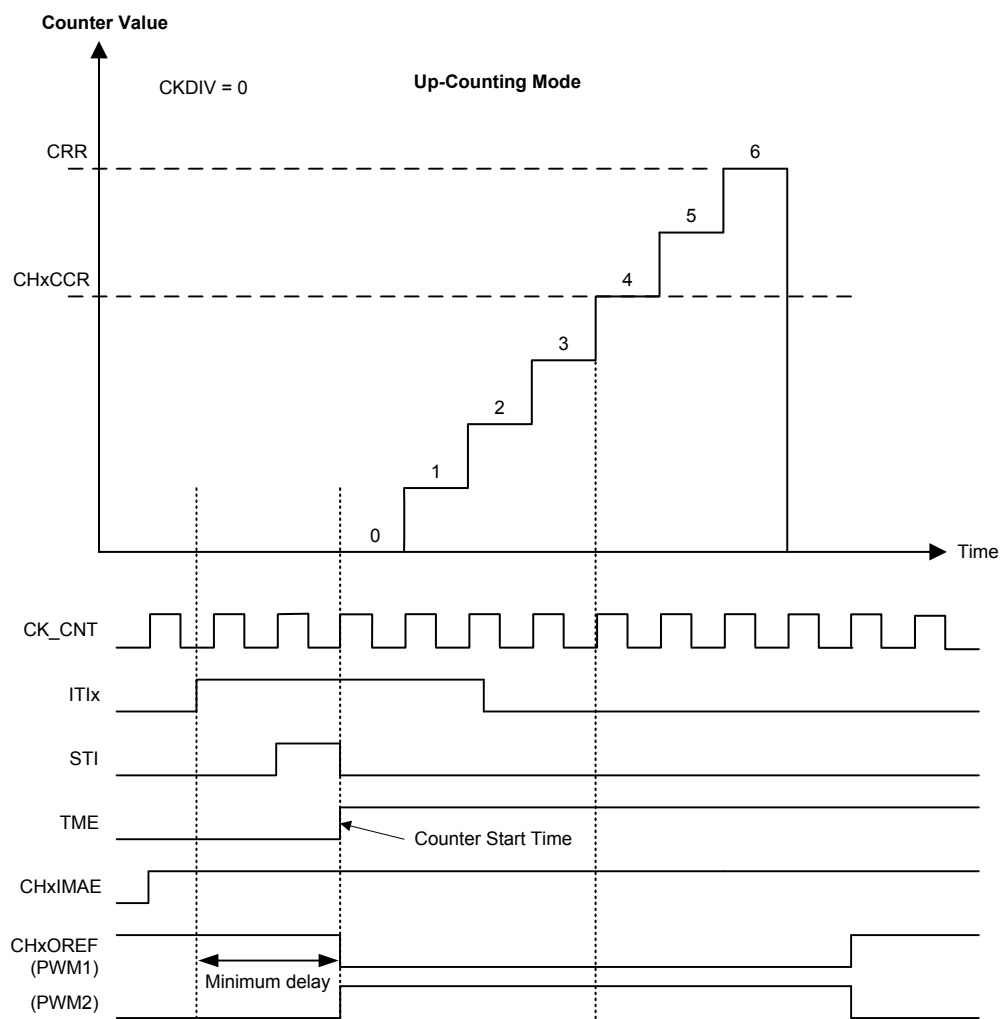 Counter Value
CKDIV = 0
Up-Counting Mode
CRR
6
5
CHxCCR
4
3
2
1
0
Time
CK_CNT
ITIx
STI
TME
Counter Start Time
CHxIMAE
CHxOREF
(PWM1)
Minimum delay
(PWM2)